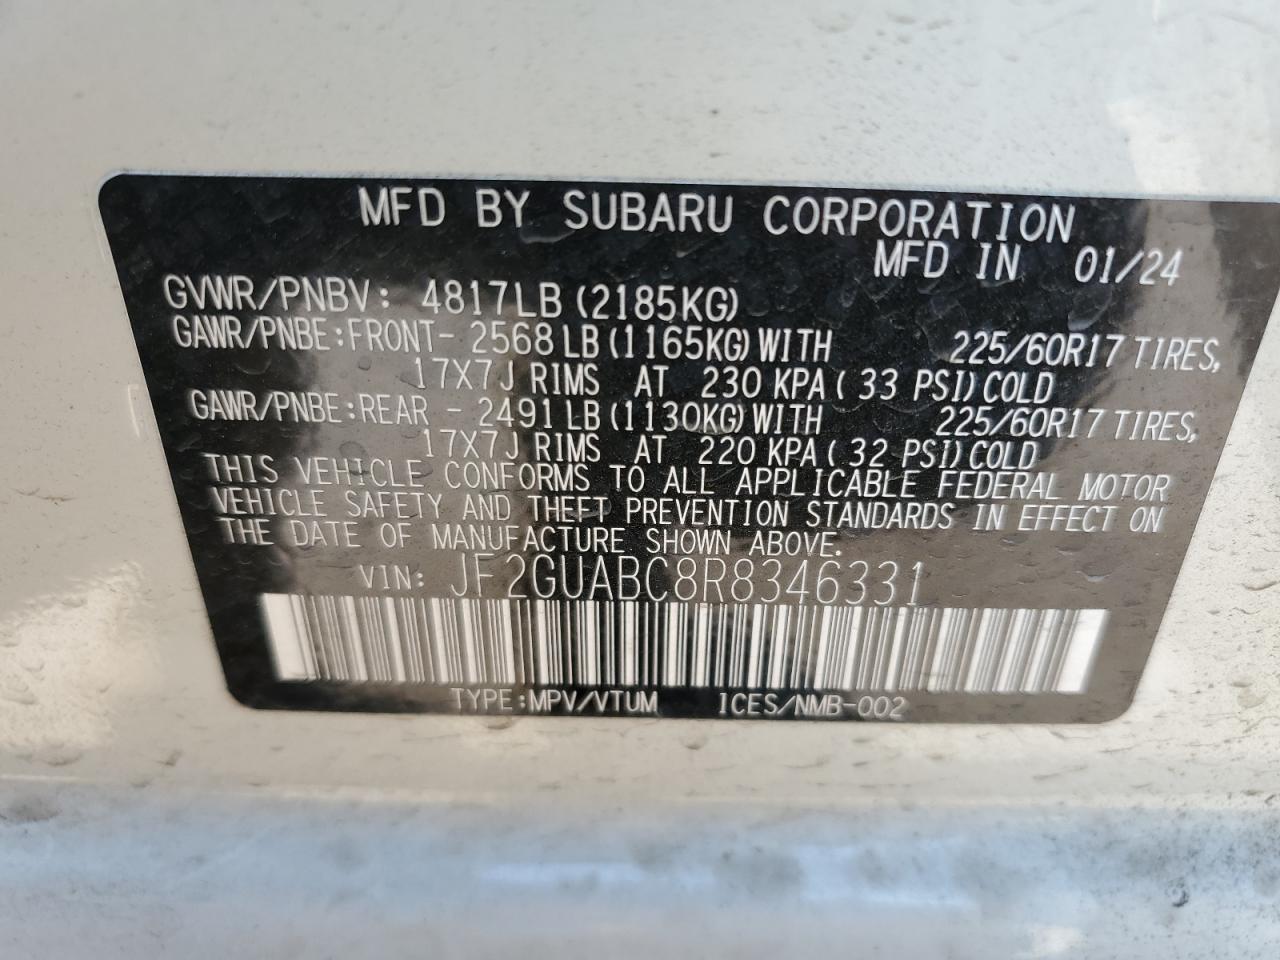 MFD BY SUBARU CORPORATION
MFD IN 01/24
GVWR/PNBV: 4817LB (2185KG)
GAWR/PNBE:FRONT- 2568 LB (1165KG) WITH 225/60R17 TIRES,
17X7J RIMS AT 230 KPA ( 33 PSI) COLD
GAWR/PNBE:REAR - 2491 LB (1130KG) WITH 225/60R17 TIRES,
17X7J RIMS AT 220 KPA ( 32 PSI) COLD
THIS VEHICLE CONFORMS TO ALL APPLICABLE FEDERAL MOTOR
VEHICLE SAFETY AND THEFT PREVENTION STANDARDS IN EFFECT ON
THE DATE OF MANUFACTURE SHOWN ABOVE.
VIN: JF2GUABC8R8346331
TYPE:MPV/VTUM ICES/NMB-002